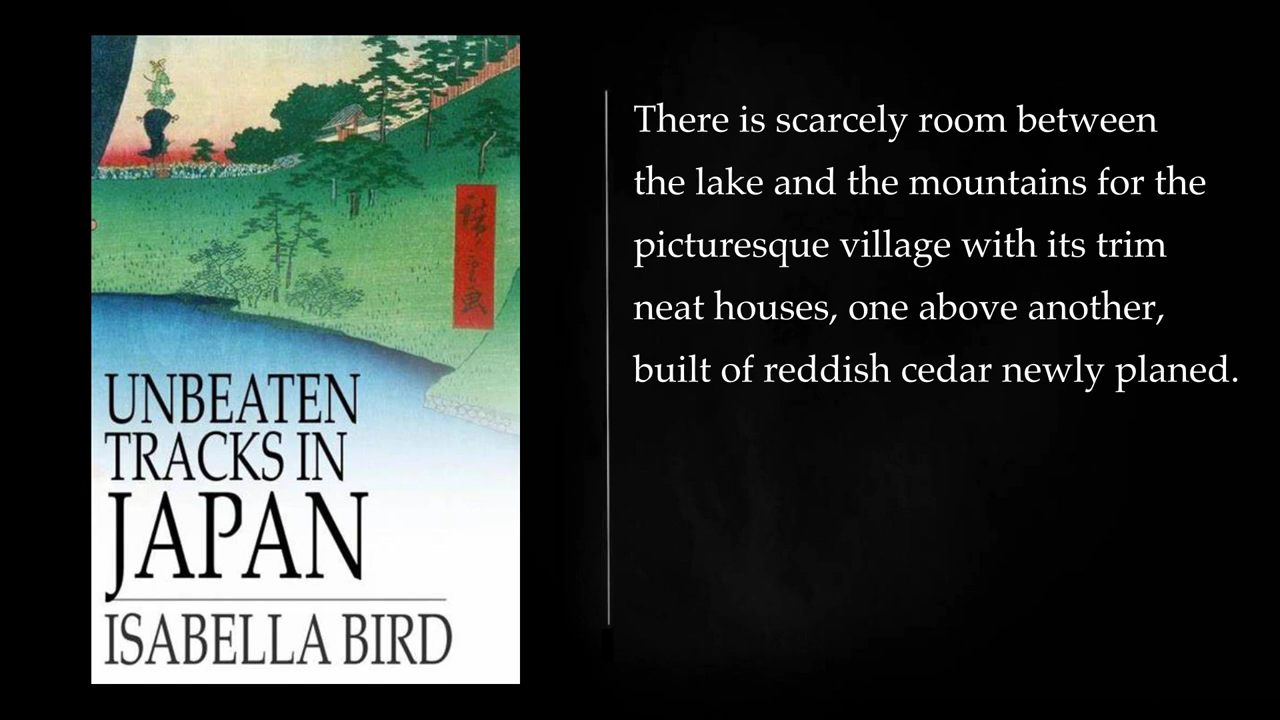 UNBEATEN
TRACKS IN
JAPAN
ISABELLA BIRD
There is scarcely room between
the lake and the mountains for the
picturesque village with its trim
neat houses, one above another,
built of reddish cedar newly planed.